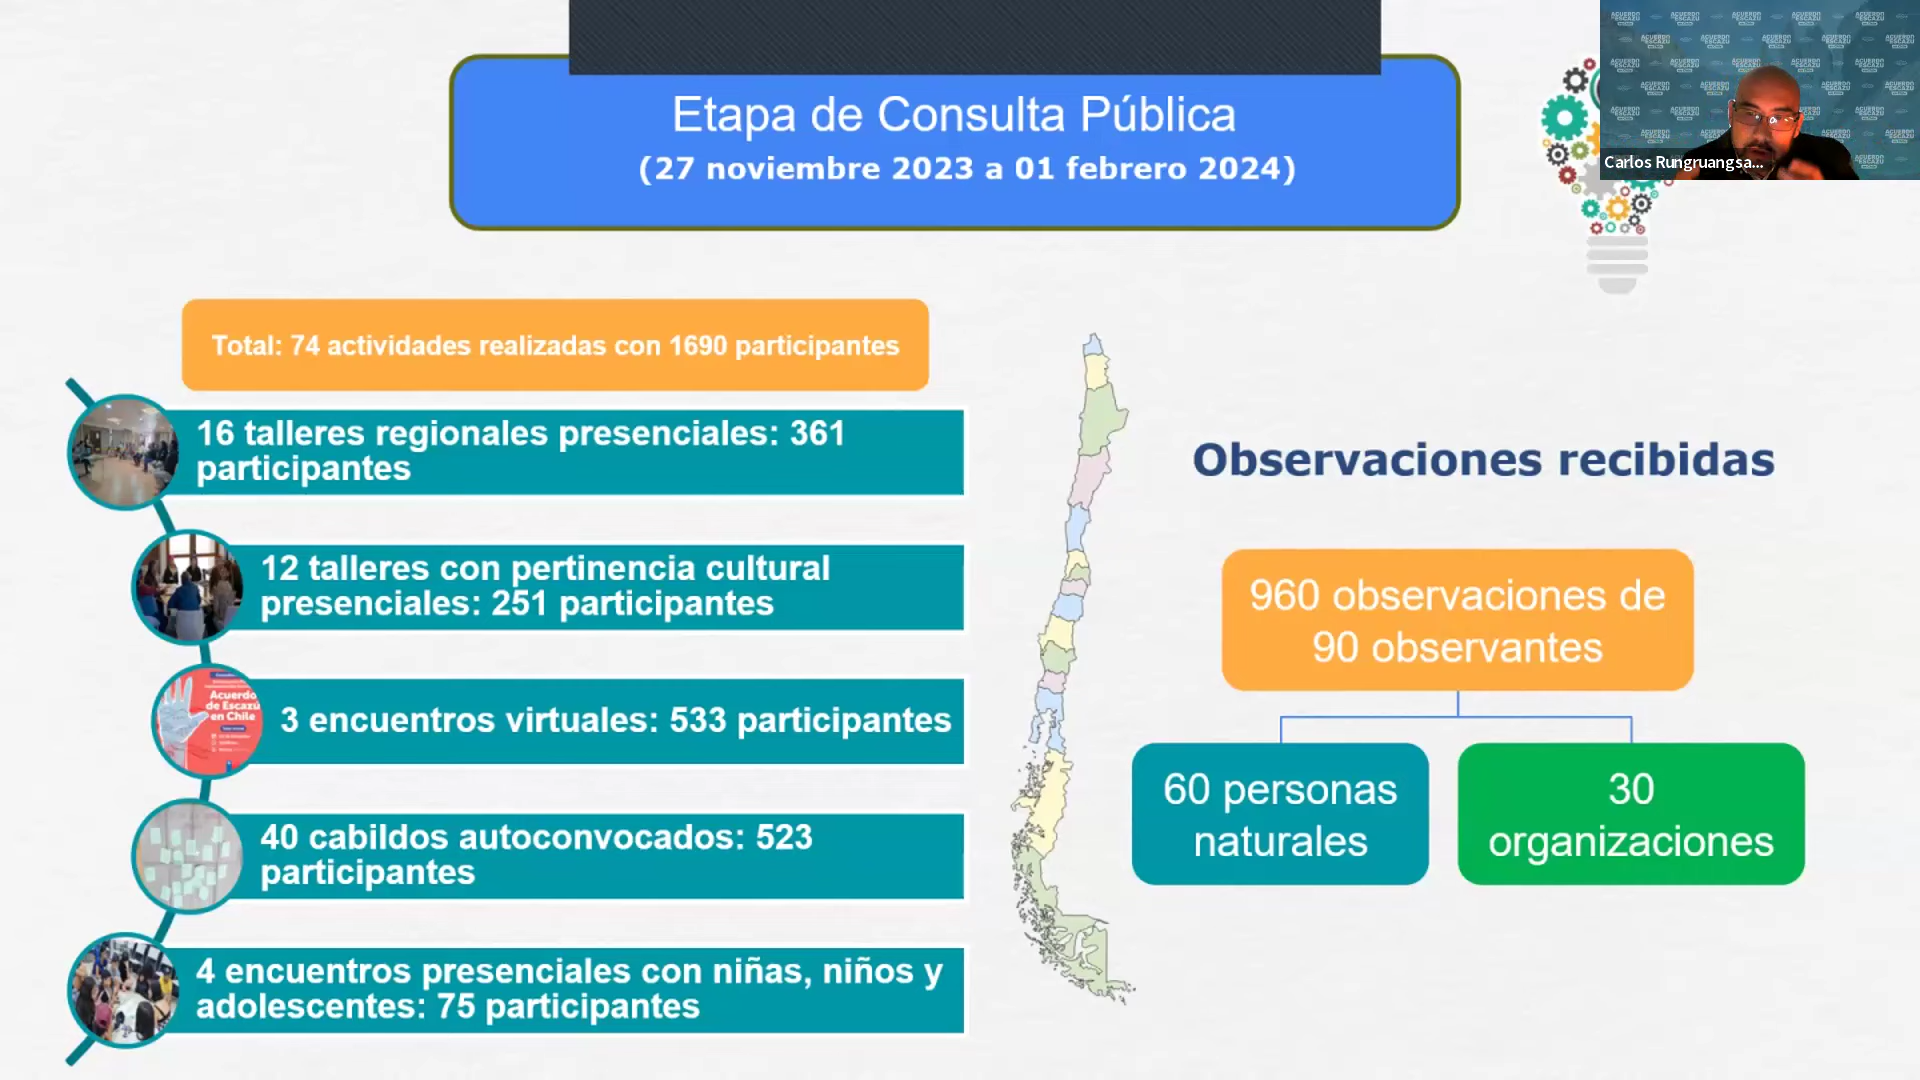 Etapa de Consulta Pública
(27 noviembre 2023 a 01 febrero 2024)
Carlos Rungruangsa...
Total: 74 actividades realizadas con 1690 participantes
16 talleres regionales presenciales: 361
participantes
12 talleres con pertinencia cultural
presenciales: 251 participantes
Acuerdo
de Escazú
en Chile
3 encuentros virtuales: 533 participantes
40 cabildos autoconvocados: 523
participantes
4 encuentros presenciales con niñas, niños y
adolescentes: 75 participantes
Observaciones recibidas
960 observaciones de
90 observantes
60 personas
naturales
30
organizaciones